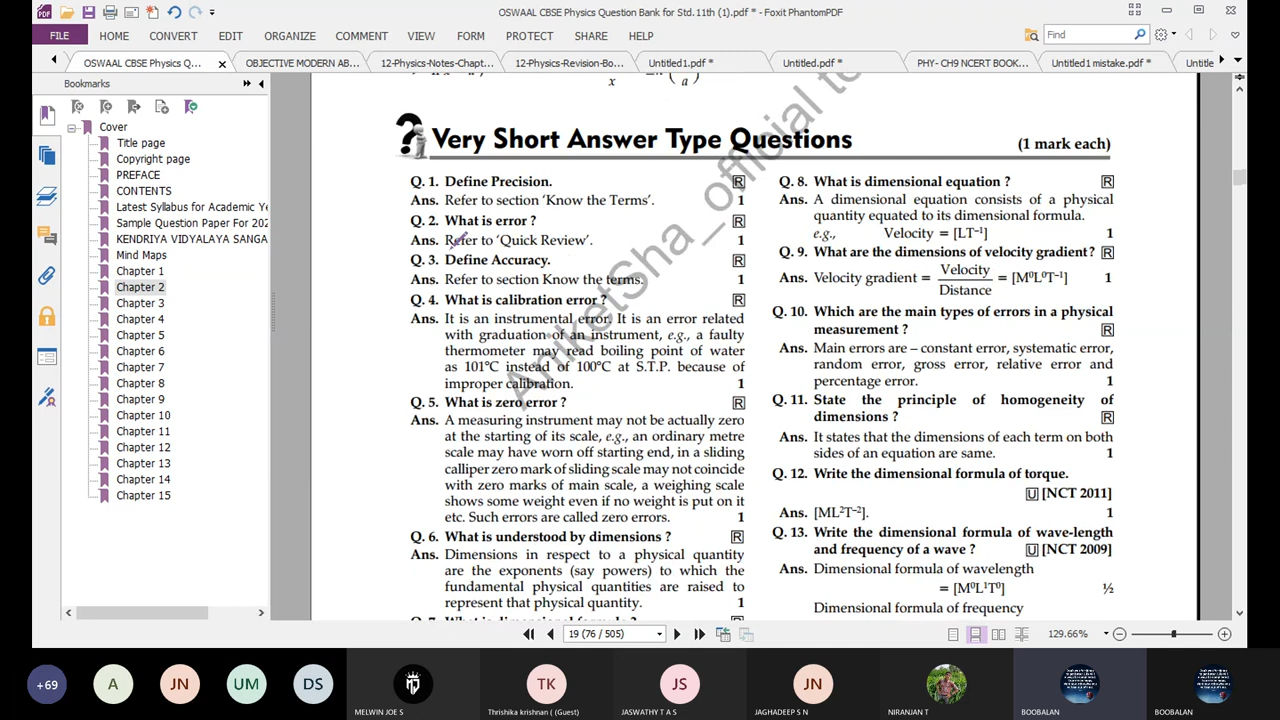 OSWAAL CBSE Physics Question Bank for Std.11th (1).pdf * - Foxit PhantomPDF
FILE HOME CONVERT EDIT ORGANIZE COMMENT VIEW FORM PROTECT SHARE HELP Find
OSWAAL CBSE Physics Q... OBJECTIVE MODERN AB... 12-Physics-Notes-Chapt... 12-Physics-Revision-Bo... Untitled1.pdf * Untitled.pdf * PHY- CH9 NCERT BOOK... Untitled1 mistake.pdf * Untitle
Bookmarks
Cover
Title page
Copyright page
PREFACE
CONTENTS
Latest Syllabus for Academic Ye
Sample Question Paper For 202
KENDRIYA VIDYALAYA SANGA
Mind Maps
Chapter 1
Chapter 2
Chapter 3
Chapter 4
Chapter 5
Chapter 6
Chapter 7
Chapter 8
Chapter 9
Chapter 10
Chapter 11
Chapter 12
Chapter 13
Chapter 14
Chapter 15
AniketSha_official to
Very Short Answer Type Questions (1 mark each)
Q. 1. Define Precision. R
Ans. Refer to section ‘Know the Terms’. 1
Q. 2. What is error ? R
Ans. Refer to ‘Quick Review’. 1
Q. 3. Define Accuracy. R
Ans. Refer to section Know the terms. 1
Q. 4. What is calibration error ? R
Ans. It is an instrumental error. It is an error related
with graduation of an instrument, e.g., a faulty
thermometer may read boiling point of water
as 101°C instead of 100°C at S.T.P. because of
improper calibration. 1
Q. 5. What is zero error ? R
Ans. A measuring instrument may not be actually zero
at the starting of its scale, e.g., an ordinary metre
scale may have worn off starting end, in a sliding
calliper zero mark of sliding scale may not coincide
with zero marks of main scale, a weighing scale
shows some weight even if no weight is put on it
etc. Such errors are called zero errors. 1
Q. 6. What is understood by dimensions ? R
Ans. Dimensions in respect to a physical quantity
are the exponents (say powers) to which the
fundamental physical quantities are raised to
represent that physical quantity. 1
Q. 8. What is dimensional equation ? R
Ans. A dimensional equation consists of a physical
quantity equated to its dimensional formula.
e.g., Velocity = [LT⁻¹] 1
Q. 9. What are the dimensions of velocity gradient? R
Ans. Velocity gradient = Velocity / Distance = [M⁰L⁰T⁻¹] 1
Q. 10. Which are the main types of errors in a physical
measurement ? R
Ans. Main errors are – constant error, systematic error,
random error, gross error, relative error and
percentage error. 1
Q. 11. State the principle of homogeneity of
dimensions ? R
Ans. It states that the dimensions of each term on both
sides of an equation are same. 1
Q. 12. Write the dimensional formula of torque.
U [NCT 2011]
Ans. [ML²T⁻²]. 1
Q. 13. Write the dimensional formula of wave-length
and frequency of a wave ? U [NCT 2009]
Ans. Dimensional formula of wavelength
= [M⁰L¹T⁰] ½
Dimensional formula of frequency
19 (76 / 505) 129.66%
+69 A JN UM DS TK JS JN
MELWIN JOE S Thrishika krishnan ( (Guest) JASWATHY T A S JAGHADEEP S N NIRANJAN T BOOBALAN BOOBALAN